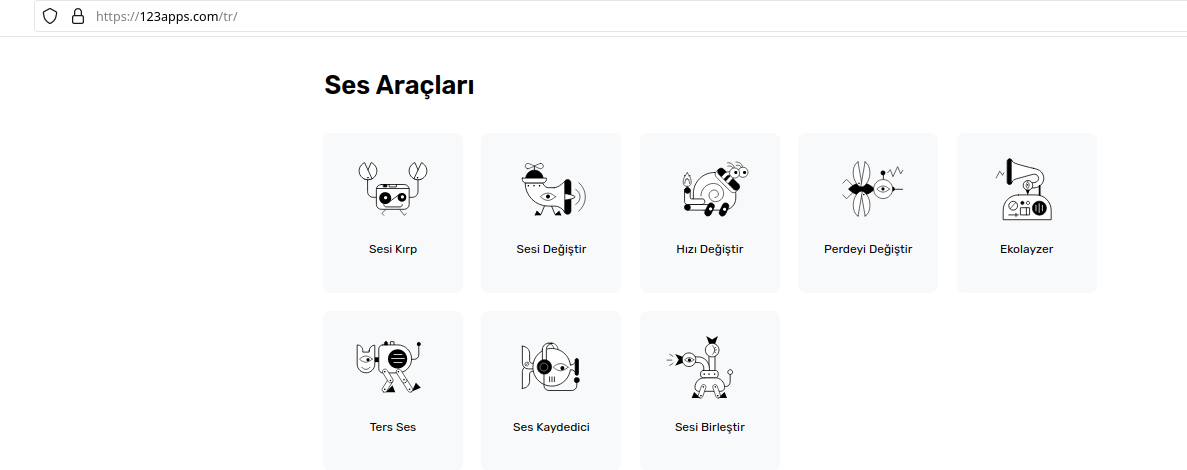 https://123apps.com/tr/
Ses Araçları
Sesi Kırp
Sesi Değiştir
Hızı Değiştir
Perdeyi Değiştir
Ekolayzer
Ters Ses
Ses Kaydedici
Sesi Birleştir